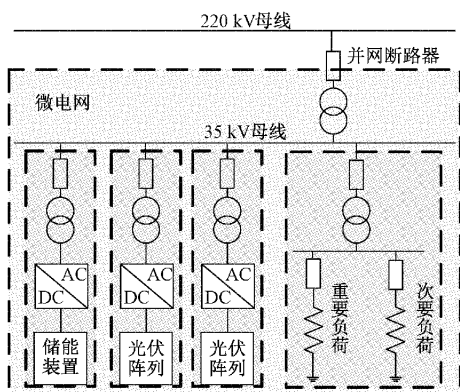 220 kV母线
并网断路器
微电网
35 kV母线
AC
DC
AC
DC
AC
DC
储能
装置
光伏
阵列
光伏
阵列
重要负荷
次要负荷